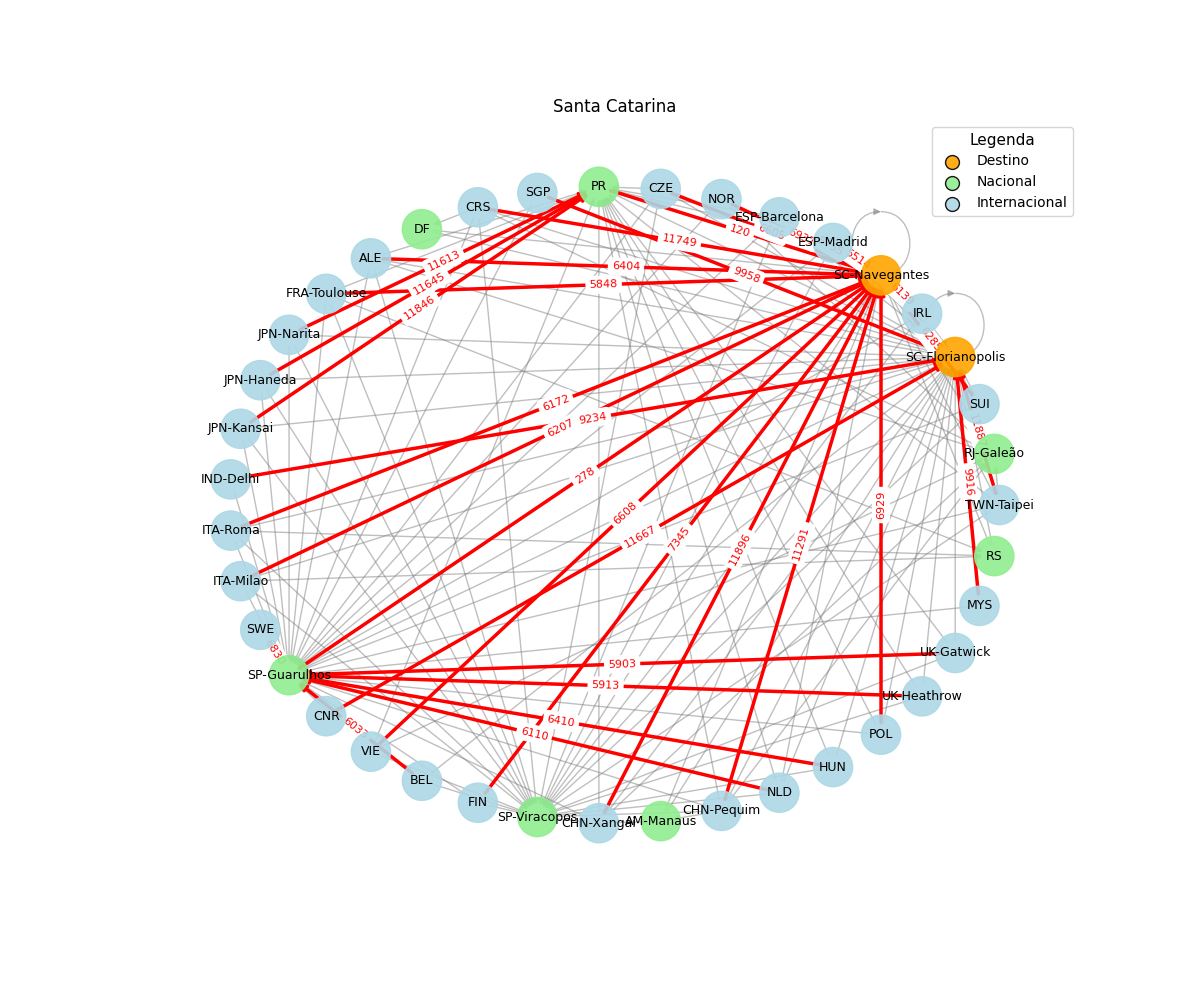 Santa Catarina
Legenda
Destino
Nacional
Internacional
PR
CZE
SGP
NOR
CRS
ESP-Barcelona
DF
ESP-Madrid
ALE
SC-Navegantes
FRA-Toulouse
IRL
JPN-Narita
SC-Florianopolis
JPN-Haneda
SUI
JPN-Kansai
RJ-Galeão
IND-Delhi
TWN-Taipei
ITA-Roma
RS
ITA-Milao
MYS
SWE
UK-Gatwick
SP-Guarulhos
UK-Heathrow
CNR
POL
VIE
HUN
BEL
NLD
FIN
CHN-Pequim
SP-Viracopos
CHN-Xangai
AM-Manaus
120
11749
11613
6404
9958
11645
5848
11846
6172
9234
6207
278
9916
6929
6608
11667
7345
11896
11291
5903
5913
6410
6110